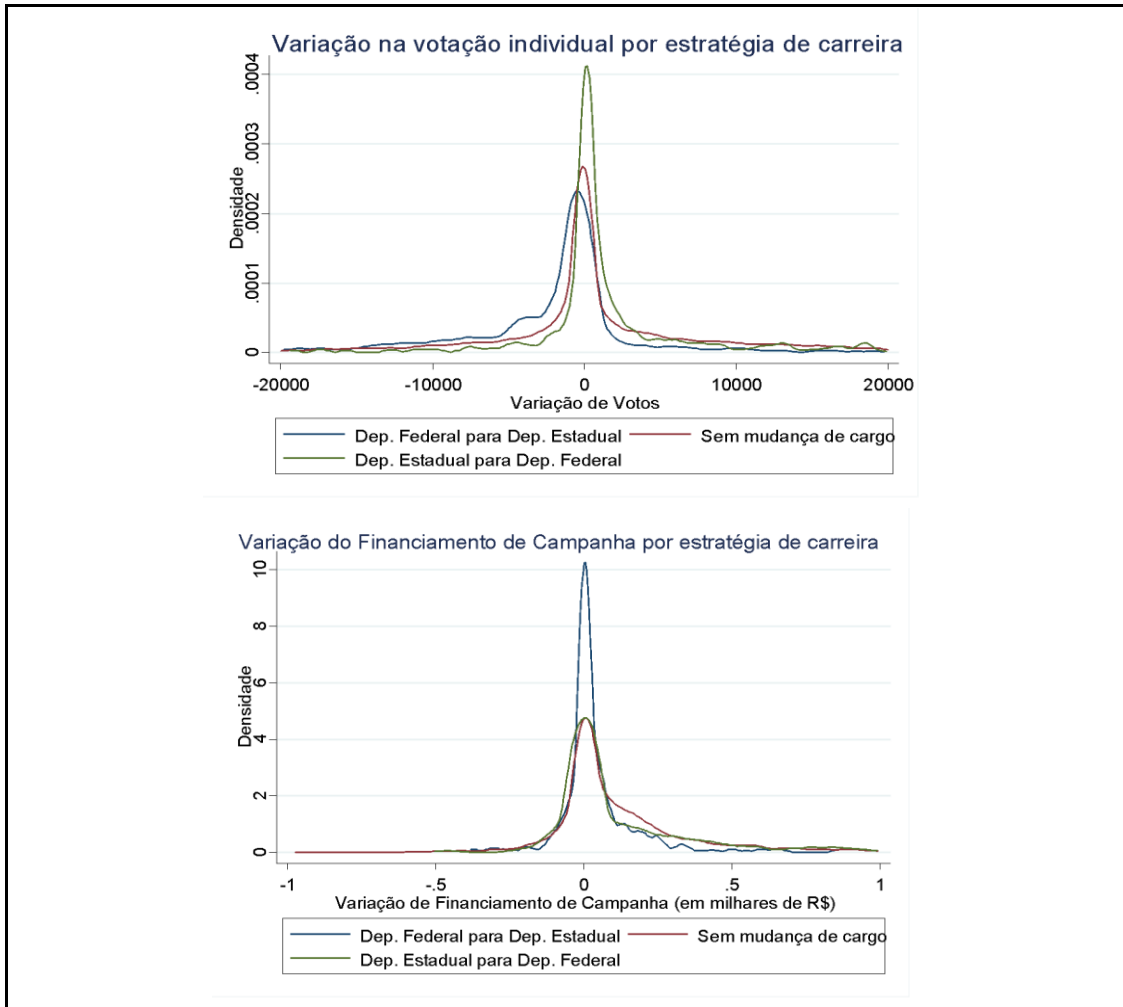 Variação na votação individual por estratégia de carreira
.0004
.0003
.0002
.0001
0
Densidade
-20000 -10000 0 10000 20000
Variação de Votos
Dep. Federal para Dep. Estadual Sem mudança de cargo
Dep. Estadual para Dep. Federal
Variação do Financiamento de Campanha por estratégia de carreira
10
8
6
4
2
0
Densidade
-1 -.5 0 .5 1
Variação de Financiamento de Campanha (em milhares de R$)
Dep. Federal para Dep. Estadual Sem mudança de cargo
Dep. Estadual para Dep. Federal